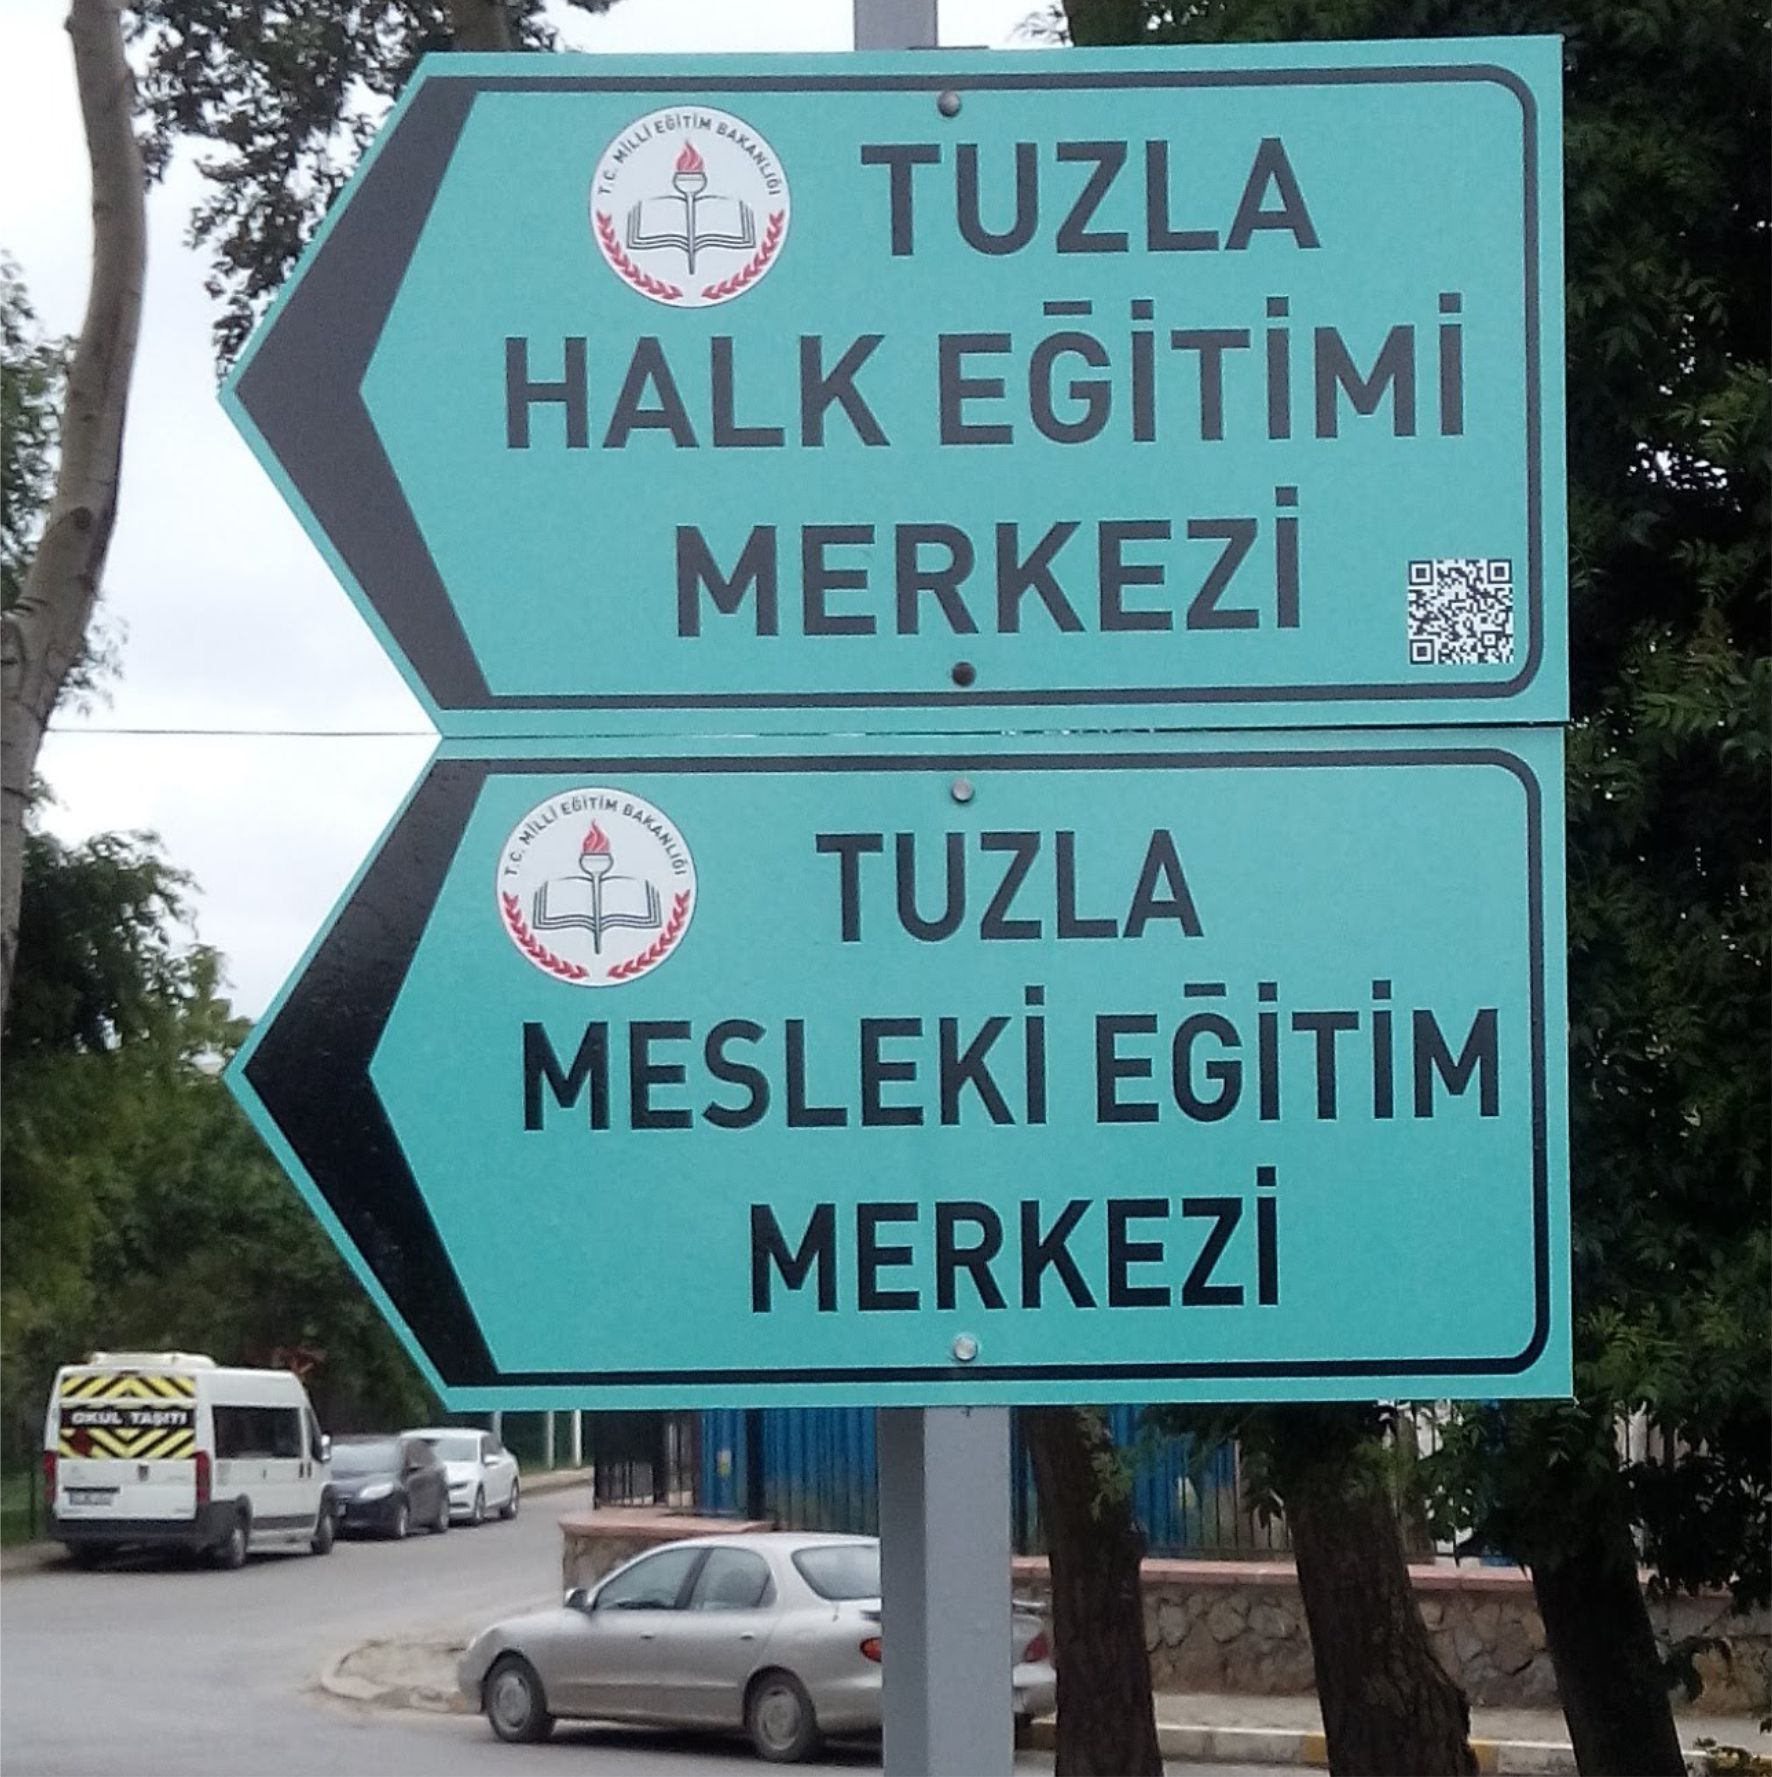 T.C. MİLLİ EĞİTİM BAKANLIĞI
TUZLA
HALK EĞİTİMİ
MERKEZİ
T.C. MİLLİ EĞİTİM BAKANLIĞI
TUZLA
MESLEKİ EĞİTİM
MERKEZİ
OKUL TAŞITI